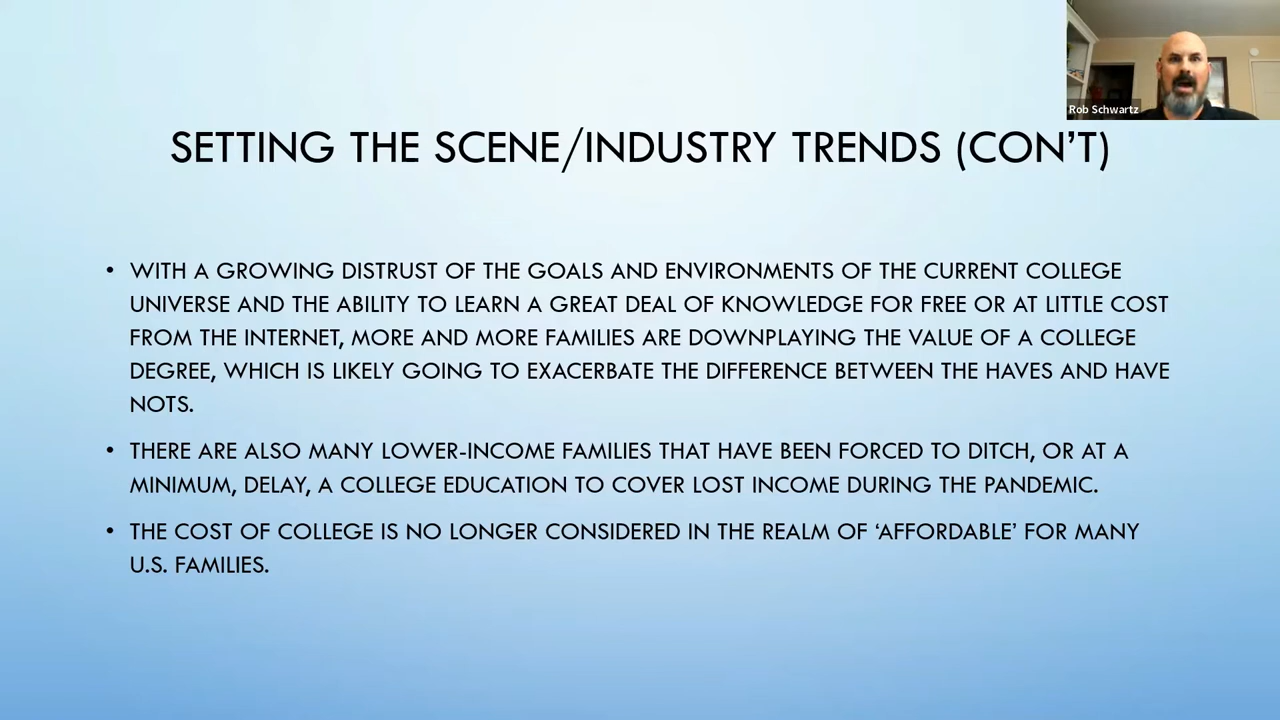 Rob Schwartz
SETTING THE SCENE/INDUSTRY TRENDS (CON'T)
• WITH A GROWING DISTRUST OF THE GOALS AND ENVIRONMENTS OF THE CURRENT COLLEGE
UNIVERSE AND THE ABILITY TO LEARN A GREAT DEAL OF KNOWLEDGE FOR FREE OR AT LITTLE COST
FROM THE INTERNET, MORE AND MORE FAMILIES ARE DOWNPLAYING THE VALUE OF A COLLEGE
DEGREE, WHICH IS LIKELY GOING TO EXACERBATE THE DIFFERENCE BETWEEN THE HAVES AND HAVE
NOTS.
• THERE ARE ALSO MANY LOWER-INCOME FAMILIES THAT HAVE BEEN FORCED TO DITCH, OR AT A
MINIMUM, DELAY, A COLLEGE EDUCATION TO COVER LOST INCOME DURING THE PANDEMIC.
• THE COST OF COLLEGE IS NO LONGER CONSIDERED IN THE REALM OF ‘AFFORDABLE’ FOR MANY
U.S. FAMILIES.